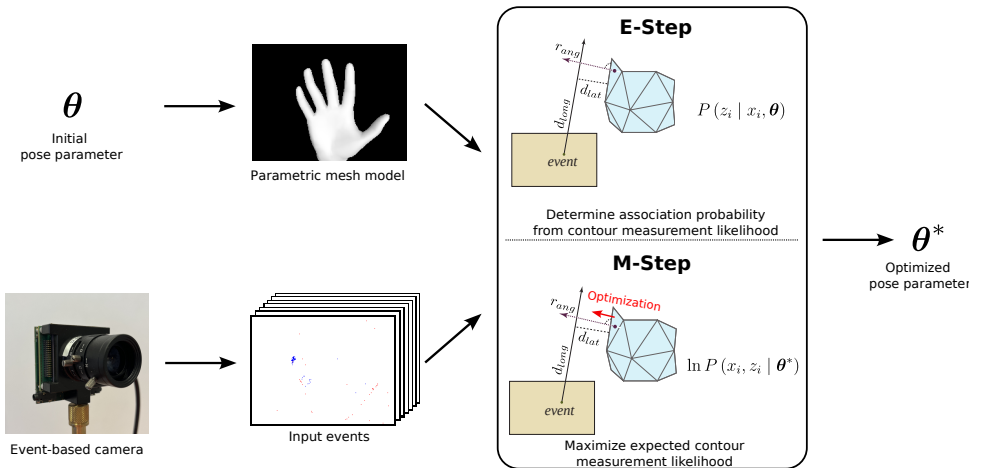 θ
Initial
pose parameter
Parametric mesh model
E-Step
r_ang
d_lat
d_long
event
P(z_i | x_i, θ)
Determine association probability
from contour measurement likelihood
M-Step
Optimization
r_ang
d_lat
d_long
event
ln P(x_i, z_i | θ*)
Maximize expected contour
measurement likelihood
θ*
Optimized
pose parameter
Event-based camera
Input events